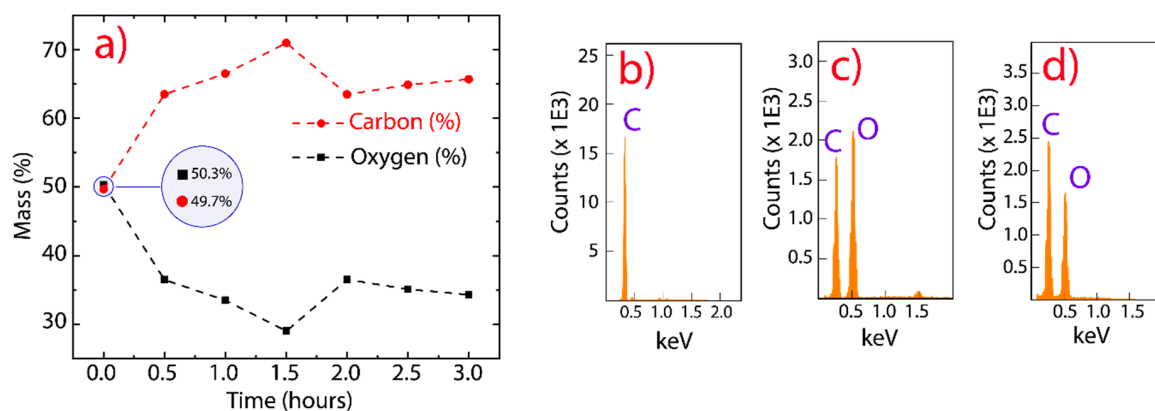 a)
Mass (%)
70
60
50
40
30
Carbon (%)
Oxygen (%)
50.3%
49.7%
0.0 0.5 1.0 1.5 2.0 2.5 3.0
Time (hours)
b)
Counts (x 1E3)
25
20
15
10
5
C
0.5 1.0 1.5 2.0
keV
c)
Counts (x 1E3)
3.0
2.5
2.0
1.5
1.0
0.5
C O
0.5 1.0 1.5
keV
d)
Counts (x 1E3)
3.5
3.0
2.5
2.0
1.5
1.0
0.5
C
O
0.5 1.0 1.5
keV